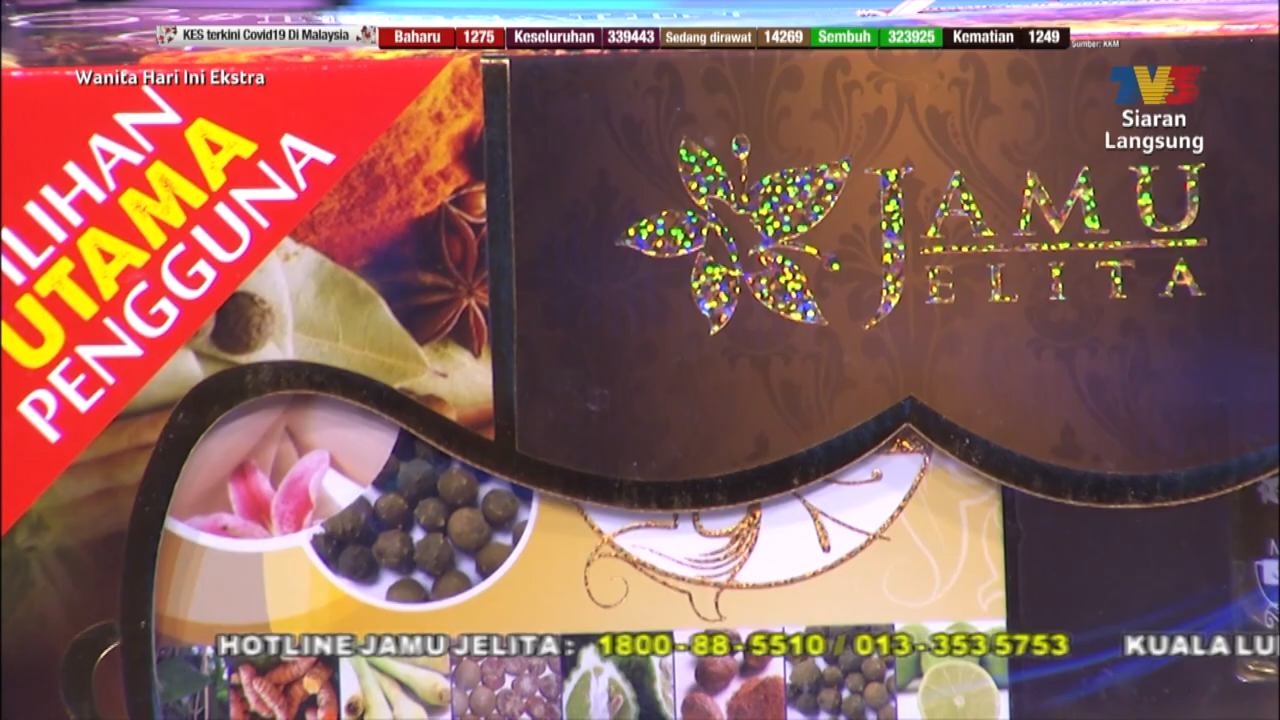 KES terkini Covid19 Di Malaysia Baharu 1275 Keseluruhan 339443 Sedang dirawat 14269 Sembuh 323925 Kematian 1249
Sumber: KKM
Wanita Hari Ini Ekstra
TV3
Siaran
Langsung
ILIHAN
UTAMA
PENGGUNA
JAMU
ELITA
HOTLINE JAMU JELITA : 1800-88-5510 / 013-353 5753 KUALA LU